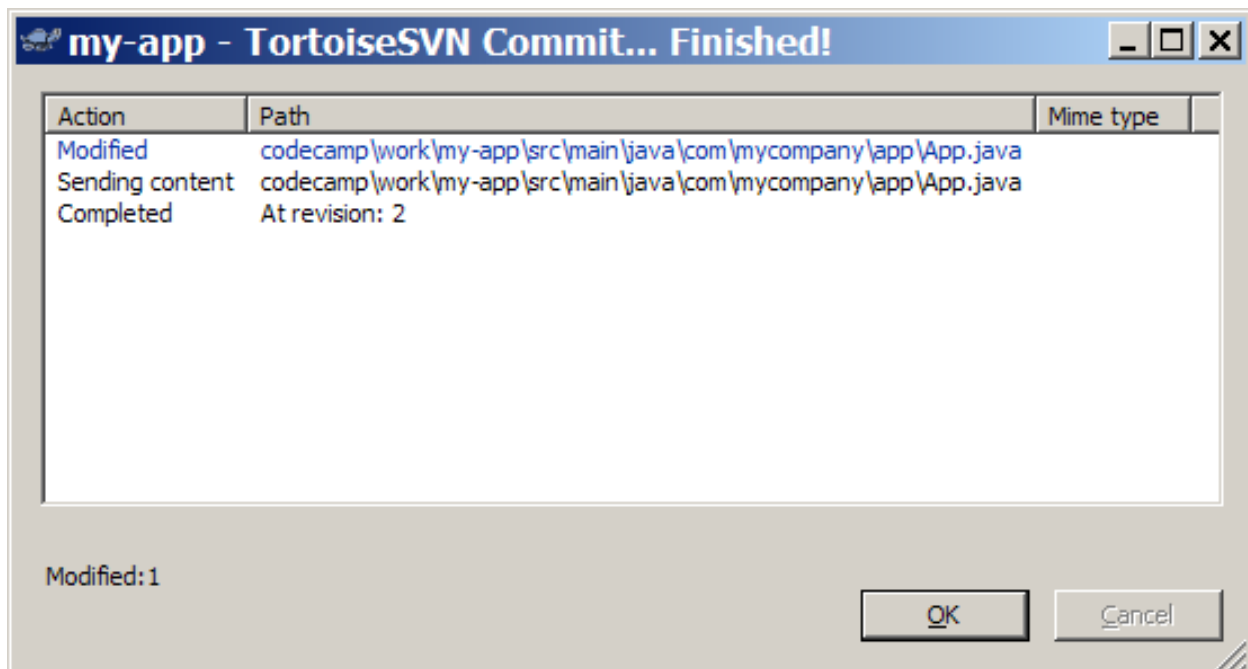 my-app - TortoiseSVN Commit... Finished!
Action Path Mime type
Modified codecamp\work\my-app\src\main\java\com\mycompany\app\App.java
Sending content codecamp\work\my-app\src\main\java\com\mycompany\app\App.java
Completed At revision: 2
Modified:1
OK Cancel